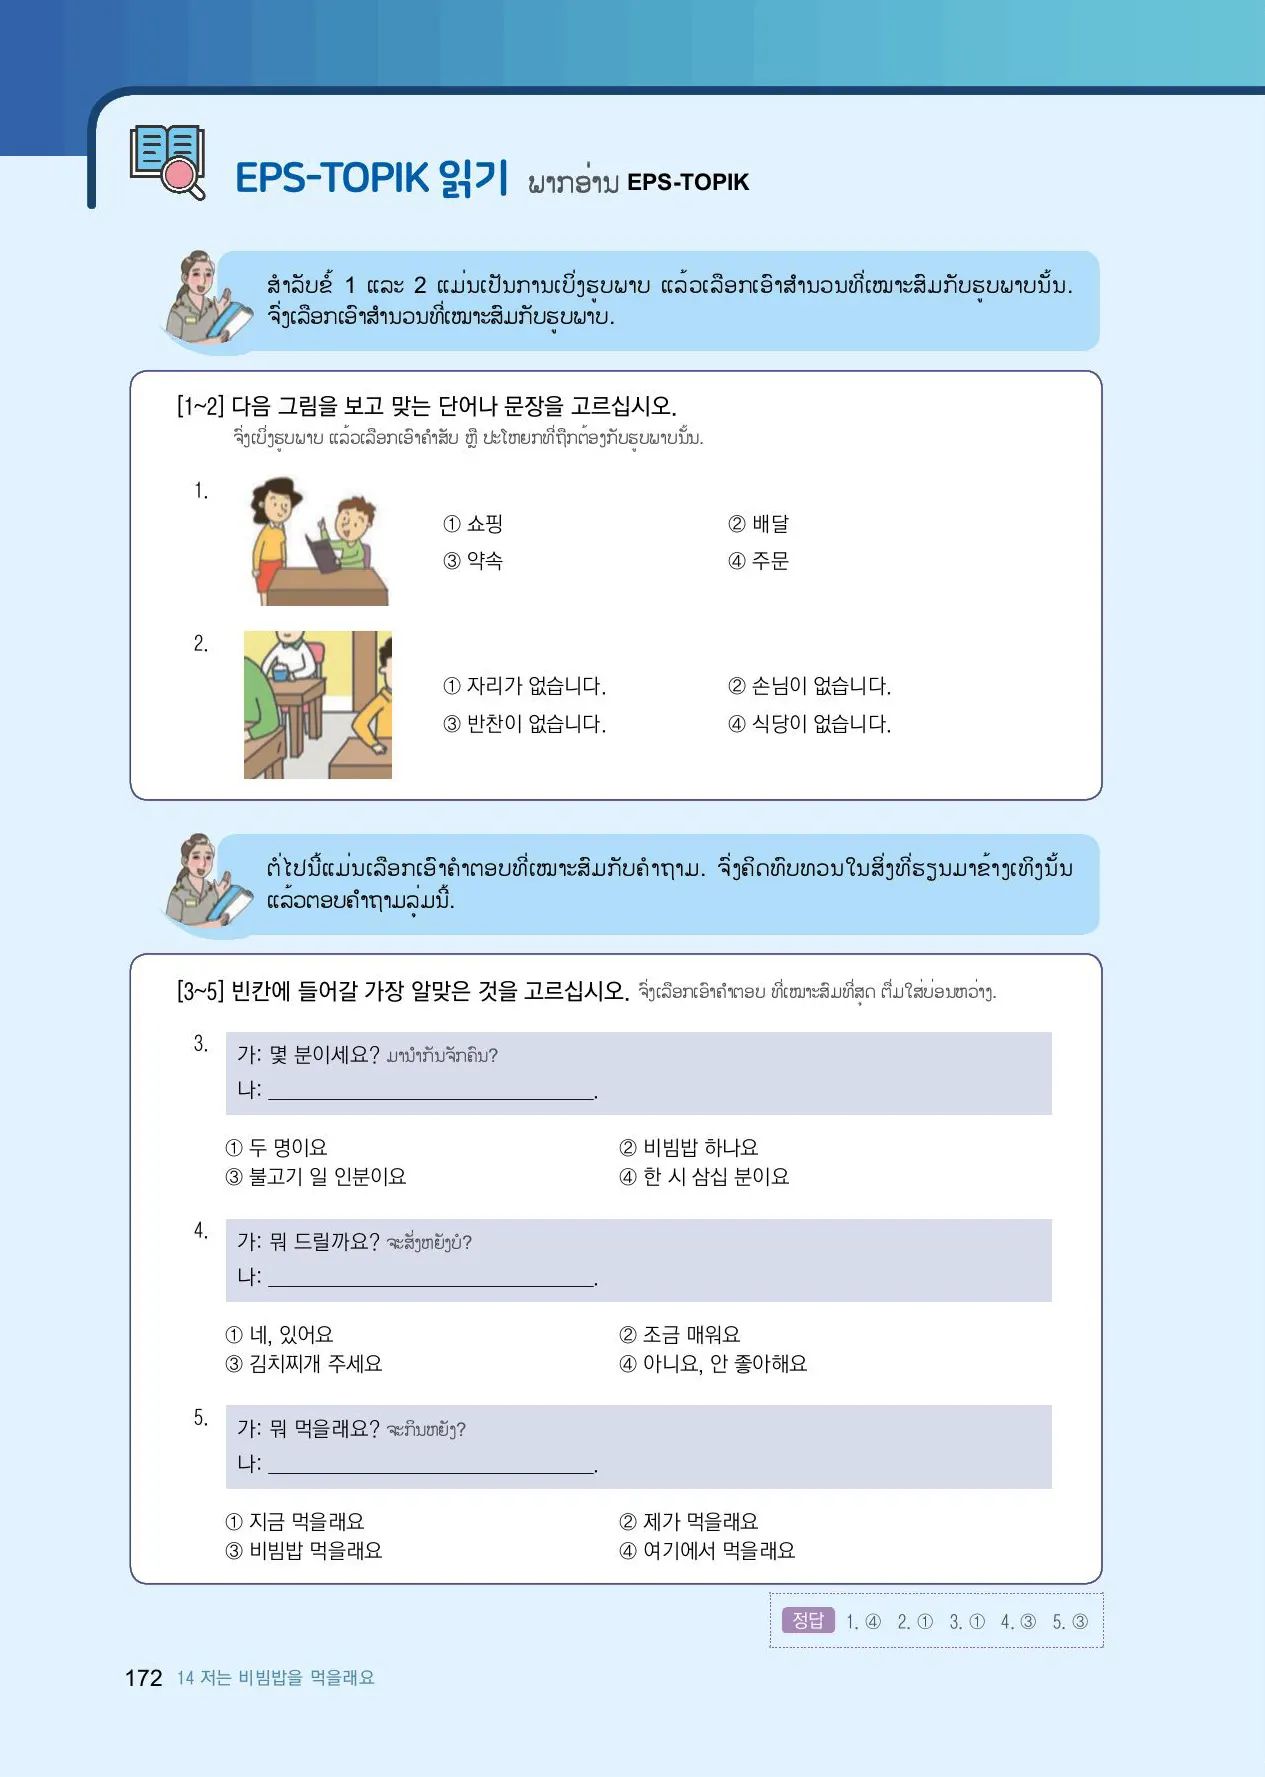 EPS-TOPIK 읽기 ພາກອ່ານ EPS-TOPIK
ສຳລັບຂໍ້ 1 ແລະ 2 ແມ່ນເປັນການເບິ່ງຮູບພາບ ແລ້ວເລືອກເອົາສຳນວນທີ່ເໝາະສົມກັບຮູບພາບນັ້ນ.
ຈົ່ງເລືອກເອົາສຳນວນທີ່ເໝາະສົມກັບຮູບພາບ.
[1~2] 다음 그림을 보고 맞는 단어나 문장을 고르십시오.
ຈົ່ງເບິ່ງຮູບພາບ ແລ້ວເລືອກເອົາຄຳສັບ ຫຼື ປະໂຫຍກທີ່ຖືກຕ້ອງກັບຮູບພາບນັ້ນ.
1.
① 쇼핑 ② 배달
③ 약속 ④ 주문
2.
① 자리가 없습니다. ② 손님이 없습니다.
③ 반찬이 없습니다. ④ 식당이 없습니다.
ຕໍ່ໄປນີ້ແມ່ນເລືອກເອົາຄຳຕອບທີ່ເໝາະສົມກັບຄຳຖາມ. ຈົ່ງຄິດທົບທວນໃນສິ່ງທີ່ຮຽນມາຂ້າງເທິງນັ້ນ
ແລ້ວຕອບຄຳຖາມລຸ່ມນີ້.
[3~5] 빈칸에 들어갈 가장 알맞은 것을 고르십시오. ຈົ່ງເລືອກເອົາຄຳຕອບ ທີ່ເໝາະສົມທີ່ສຸດ ຕື່ມໃສ່ບ່ອນຫວ່າງ.
3. 가: 몇 분이세요? ມານຳກັນຈັກຄົນ?
나: ______________________________.
① 두 명이요 ② 비빔밥 하나요
③ 불고기 일 인분이요 ④ 한 시 삼십 분이요
4. 가: 뭐 드릴까요? ຈະສັ່ງຫຍັງບໍ?
나: ______________________________.
① 네, 있어요 ② 조금 매워요
③ 김치찌개 주세요 ④ 아니요, 안 좋아해요
5. 가: 뭐 먹을래요? ຈະກິນຫຍັງ?
나: ______________________________.
① 지금 먹을래요 ② 제가 먹을래요
③ 비빔밥 먹을래요 ④ 여기에서 먹을래요
정답 1. ④ 2. ① 3. ① 4. ③ 5. ③
172 14 저는 비빔밥을 먹을래요